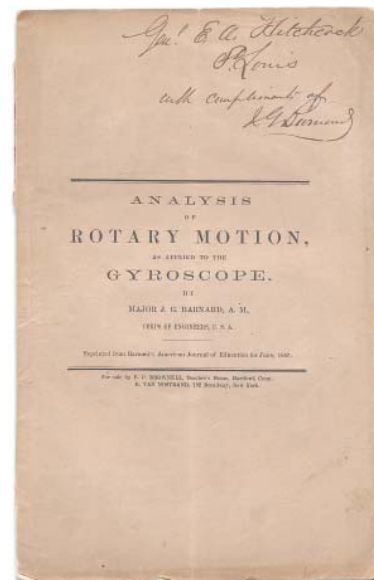 Genl E. A. Hitchcock
St Louis
with compliments of
J G Barnard
ANALYSIS
OF
ROTARY MOTION,
AS APPLIED TO THE
GYROSCOPE.
BY
MAJOR J. G. BARNARD, A. M.,
CORPS OF ENGINEERS, U. S. A.
Reprinted from Barnard's American Journal of Education for June, 1857.
For sale by F. C. BROWNELL, Teacher's Home, Hartford, Conn.
D. VAN NOSTRAND, 192 Broadway, New York.